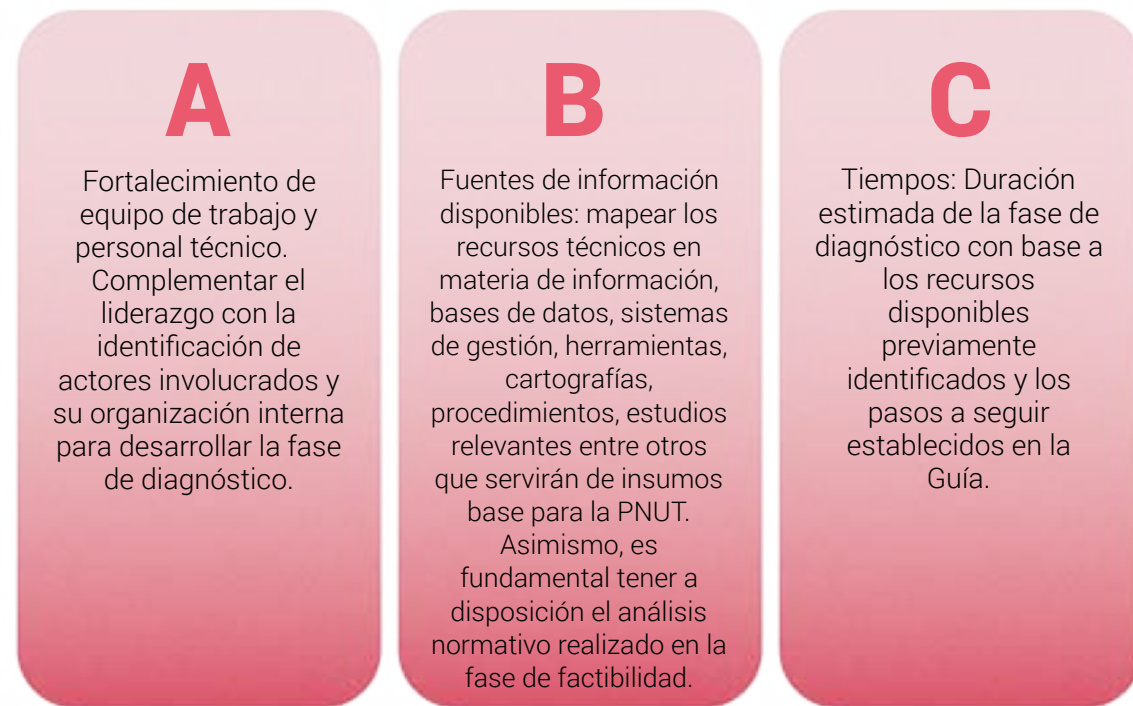 A
Fortalecimiento de
equipo de trabajo y
personal técnico.
Complementar el
liderazgo con la
identificación de
actores involucrados y
su organización interna
para desarrollar la fase
de diagnóstico.
B
Fuentes de información
disponibles: mapear los
recursos técnicos en
materia de información,
bases de datos, sistemas
de gestión, herramientas,
cartografías,
procedimientos, estudios
relevantes entre otros
que servirán de insumos
base para la PNUT.
Asimismo, es
fundamental tener a
disposición el análisis
normativo realizado en la
fase de factibilidad.
C
Tiempos: Duración
estimada de la fase de
diagnóstico con base a
los recursos
disponibles
previamente
identificados y los
pasos a seguir
establecidos en la
Guía.